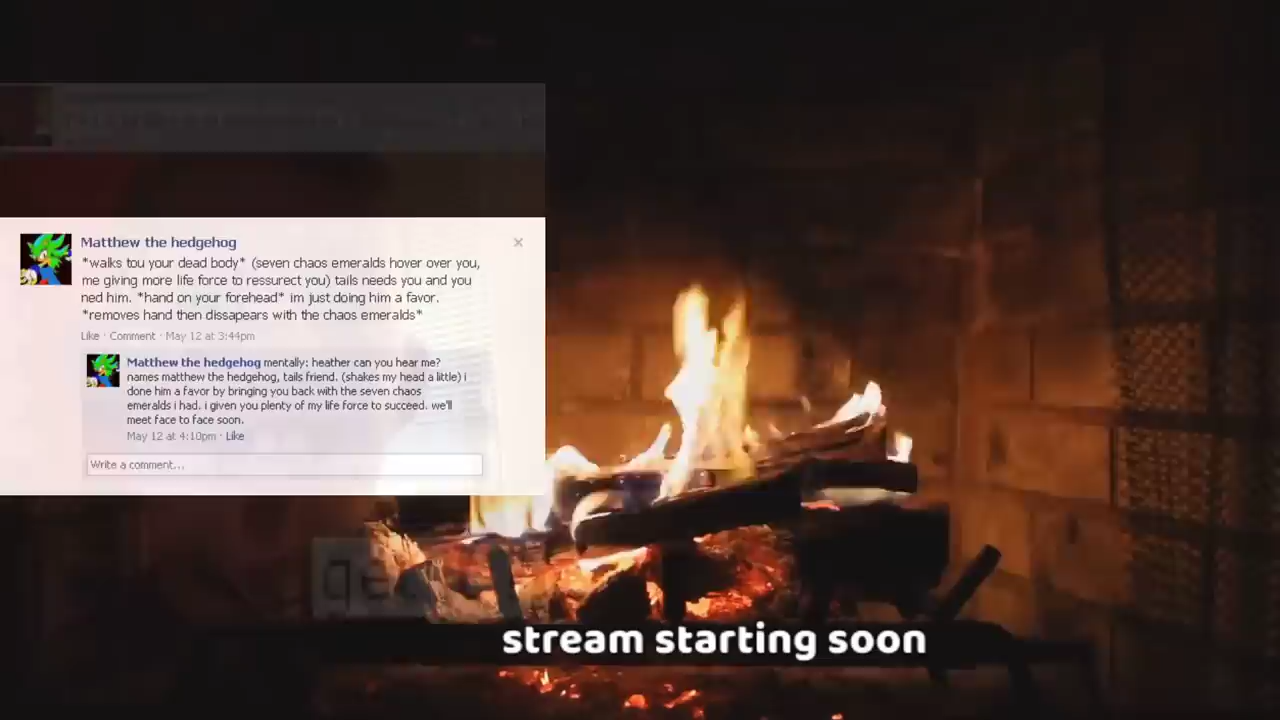 Matthew the hedgehog
*walks tou your dead body* (seven chaos emeralds hover over you,
me giving more life force to ressurect you) tails needs you and you
ned him. *hand on your forehead* im just doing him a favor.
*removes hand then dissapears with the chaos emeralds*
Like · Comment · May 12 at 3:44pm
Matthew the hedgehog mentally: heather can you hear me?
names matthew the hedgehog, tails friend. (shakes my head a little) i
done him a favor by bringing you back with the seven chaos
emeralds i had. i given you plenty of my life force to succeed. we'll
meet face to face soon.
May 12 at 4:10pm · Like
Write a comment...
stream starting soon